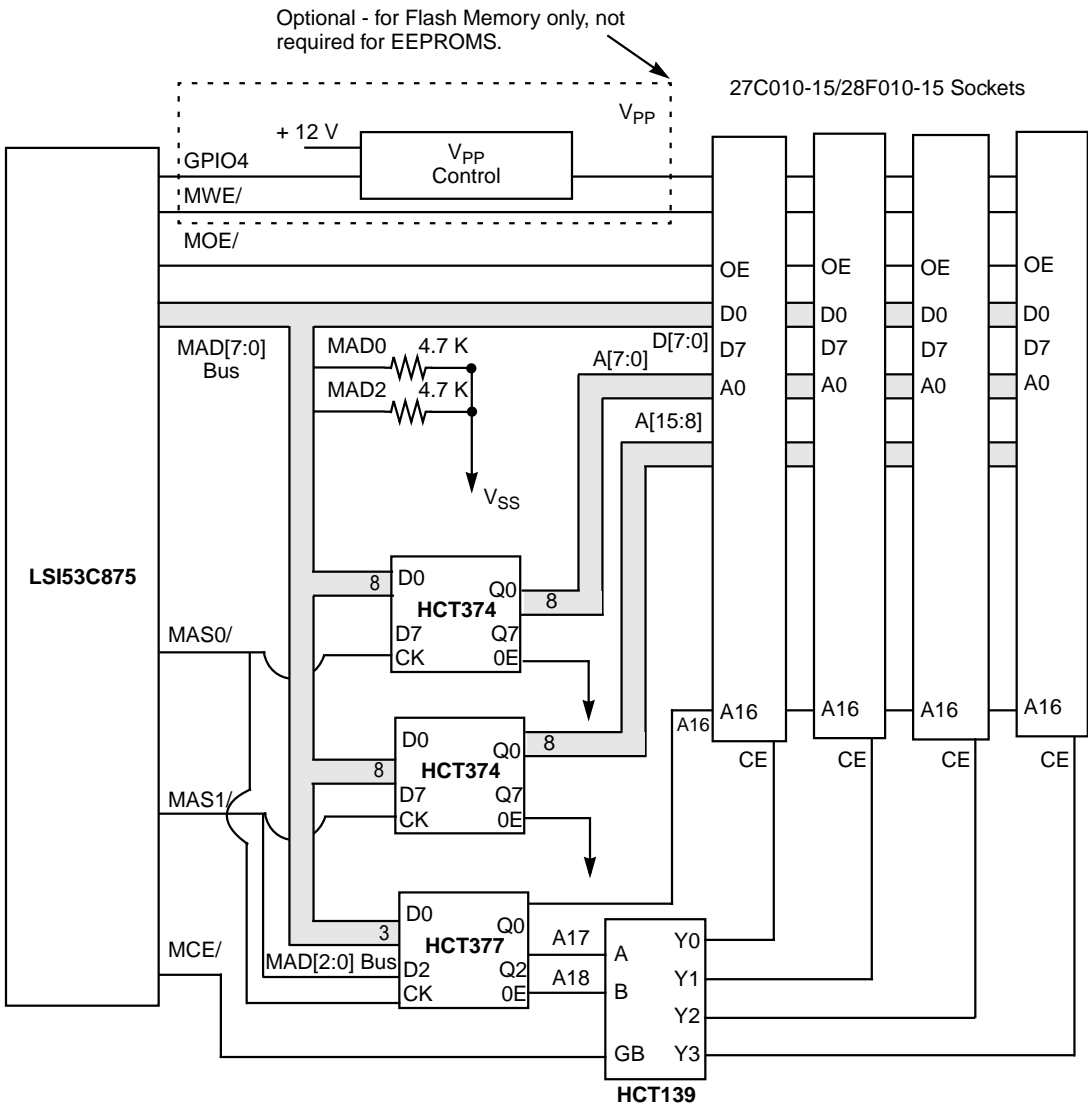 Optional - for Flash Memory only, not
required for EEPROMS.
27C010-15/28F010-15 Sockets
VPP
+ 12 V
VPP
Control
GPIO4
MWE/
MOE/
OE
OE
OE
OE
D0
D0
D0
D0
MAD[7:0]
Bus
MAD0
4.7 K
D[7:0]
D7
D7
D7
D7
A[7:0]
MAD2
4.7 K
A0
A0
A0
A0
A[15:8]
VSS
LSI53C875
8
D0
Q0
8
HCT374
D7
Q7
CK
0E
MAS0/
A16
A16
A16
A16
A16
D0
Q0
8
8
HCT374
D7
Q7
CK
0E
CE
CE
CE
CE
MAS1/
D0
Q0
3
HCT377
MAD[2:0] Bus
D2
Q2
CK
0E
A17
A18
MCE/
A
B
GB
Y0
Y1
Y2
Y3
HCT139